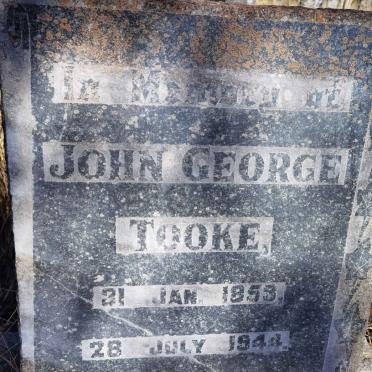 In Memory of
JOHN GEORGE
TOOKE,
21 JAN. 1853,
28 JULY 1944.